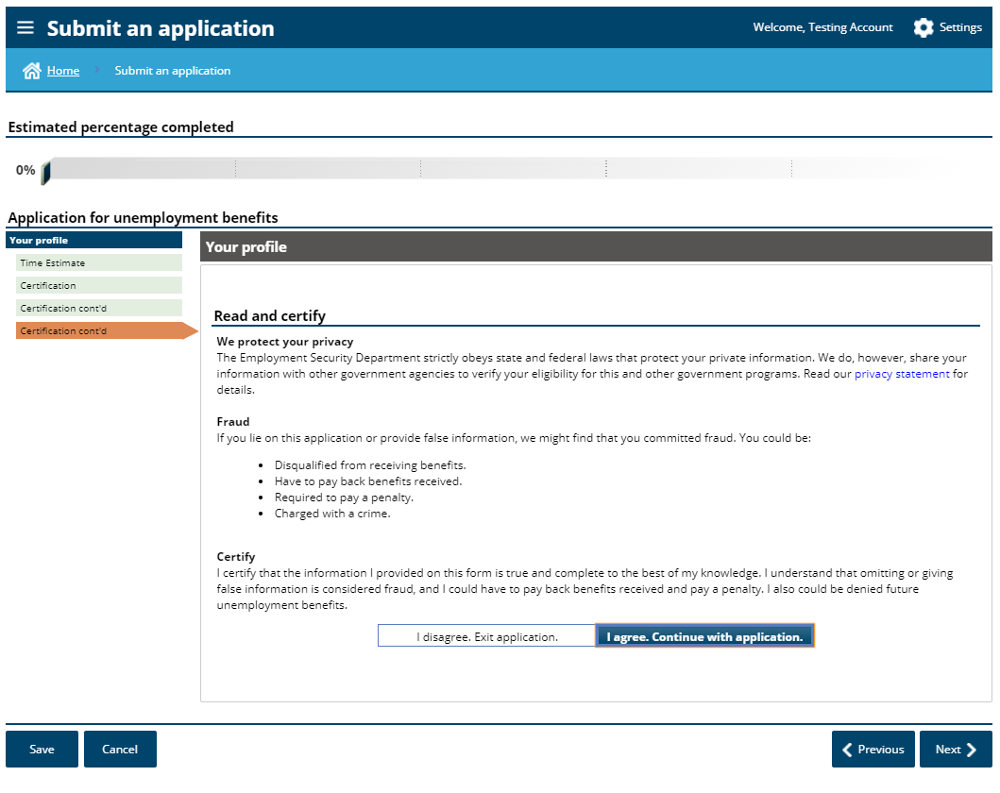 Submit an application
Welcome, Testing Account
Settings
Home
Submit an application
Estimated percentage completed
0%
Application for unemployment benefits
Your profile
Time Estimate
Certification
Certification cont'd
Certification cont'd
Your profile
Read and certify
We protect your privacy
The Employment Security Department strictly obeys state and federal laws that protect your private information. We do, however, share your
information with other government agencies to verify your eligibility for this and other government programs. Read our privacy statement for
details.
Fraud
If you lie on this application or provide false information, we might find that you committed fraud. You could be:
• Disqualified from receiving benefits.
• Have to pay back benefits received.
• Required to pay a penalty.
• Charged with a crime.
Certify
I certify that the information I provided on this form is true and complete to the best of my knowledge. I understand that omitting or giving
false information is considered fraud, and I could have to pay back benefits received and pay a penalty. I also could be denied future
unemployment benefits.
I disagree. Exit application.
I agree. Continue with application.
Save
Cancel
Previous
Next